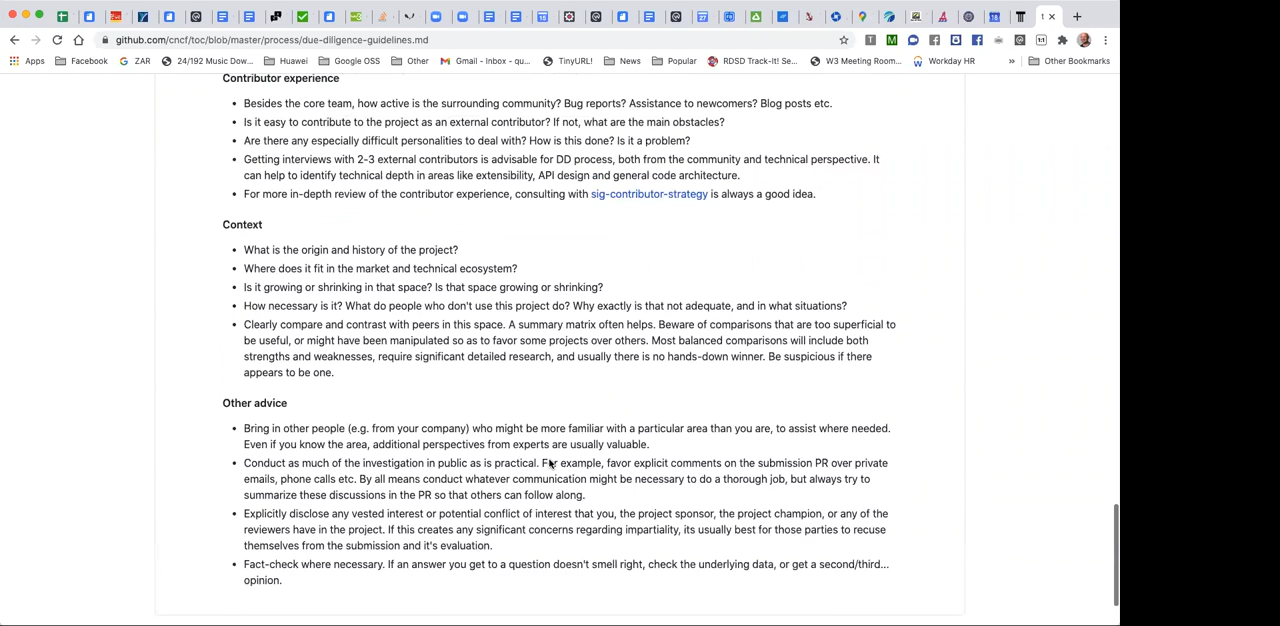 1
github.com/cncf/toc/blob/master/process/due-diligence-guidelines.md
Apps Facebook ZAR 24/192 Music Dow... Huawei Google OSS Other Gmail - Inbox - qu... TinyURL! News Popular RDSD Track-It! Se... W3 Meeting Room... Workday HR » Other Bookmarks
Contributor experience
• Besides the core team, how active is the surrounding community? Bug reports? Assistance to newcomers? Blog posts etc.
• Is it easy to contribute to the project as an external contributor? If not, what are the main obstacles?
• Are there any especially difficult personalities to deal with? How is this done? Is it a problem?
• Getting interviews with 2-3 external contributors is advisable for DD process, both from the community and technical perspective. It
can help to identify technical depth in areas like extensibility, API design and general code architecture.
• For more in-depth review of the contributor experience, consulting with sig-contributor-strategy is always a good idea.
Context
• What is the origin and history of the project?
• Where does it fit in the market and technical ecosystem?
• Is it growing or shrinking in that space? Is that space growing or shrinking?
• How necessary is it? What do people who don't use this project do? Why exactly is that not adequate, and in what situations?
• Clearly compare and contrast with peers in this space. A summary matrix often helps. Beware of comparisons that are too superficial to
be useful, or might have been manipulated so as to favor some projects over others. Most balanced comparisons will include both
strengths and weaknesses, require significant detailed research, and usually there is no hands-down winner. Be suspicious if there
appears to be one.
Other advice
• Bring in other people (e.g. from your company) who might be more familiar with a particular area than you are, to assist where needed.
Even if you know the area, additional perspectives from experts are usually valuable.
• Conduct as much of the investigation in public as is practical. For example, favor explicit comments on the submission PR over private
emails, phone calls etc. By all means conduct whatever communication might be necessary to do a thorough job, but always try to
summarize these discussions in the PR so that others can follow along.
• Explicitly disclose any vested interest or potential conflict of interest that you, the project sponsor, the project champion, or any of the
reviewers have in the project. If this creates any significant concerns regarding impartiality, its usually best for those parties to recuse
themselves from the submission and it's evaluation.
• Fact-check where necessary. If an answer you get to a question doesn't smell right, check the underlying data, or get a second/third...
opinion.